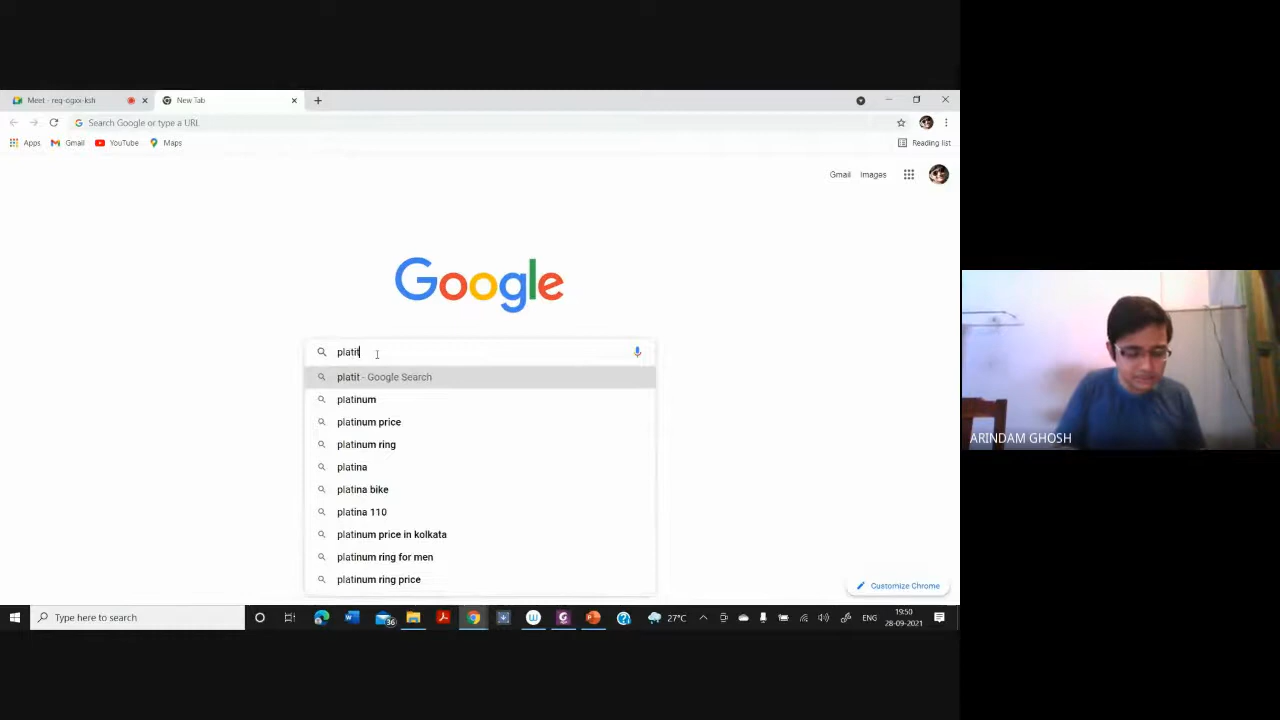 Meet - reg-ogxx-ksh
New Tab
Search Google or type a URL
Apps
Gmail
YouTube
Maps
Reading list
Gmail
Images
Google
platit
platit - Google Search
platinum
platinum price
platinum ring
platina
platina bike
platina 110
platinum price in kolkata
platinum ring for men
platinum ring price
Customize Chrome
ARINDAM GHOSH
Type here to search
36
27°C
ENG
19:50
28-09-2021